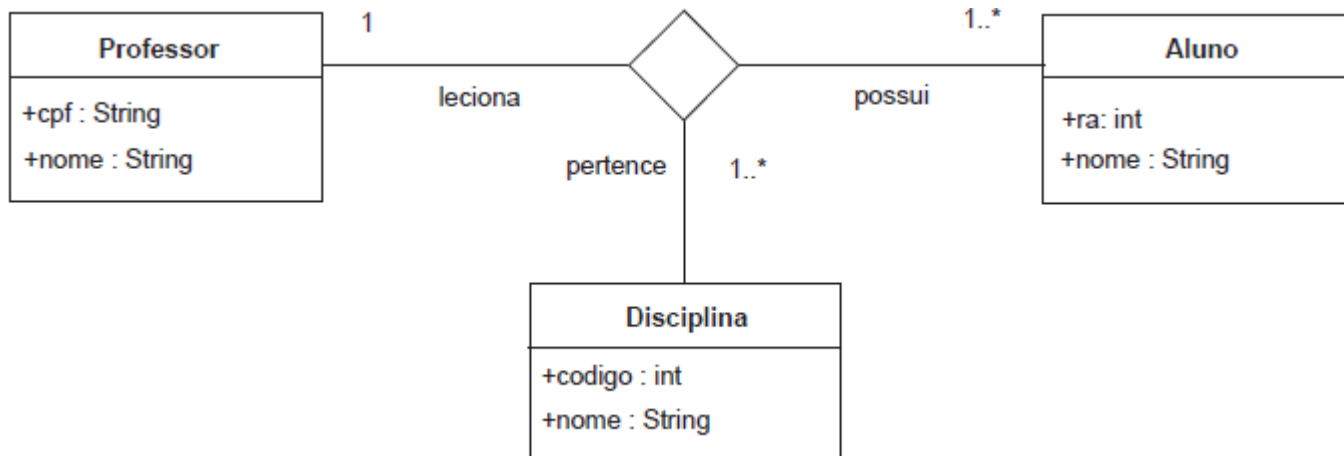 1
1..*
Professor
Aluno
leciona
possui
+cpf : String
+nome : String
+ra: int
+nome : String
pertence
1..*
Disciplina
+codigo : int
+nome : String